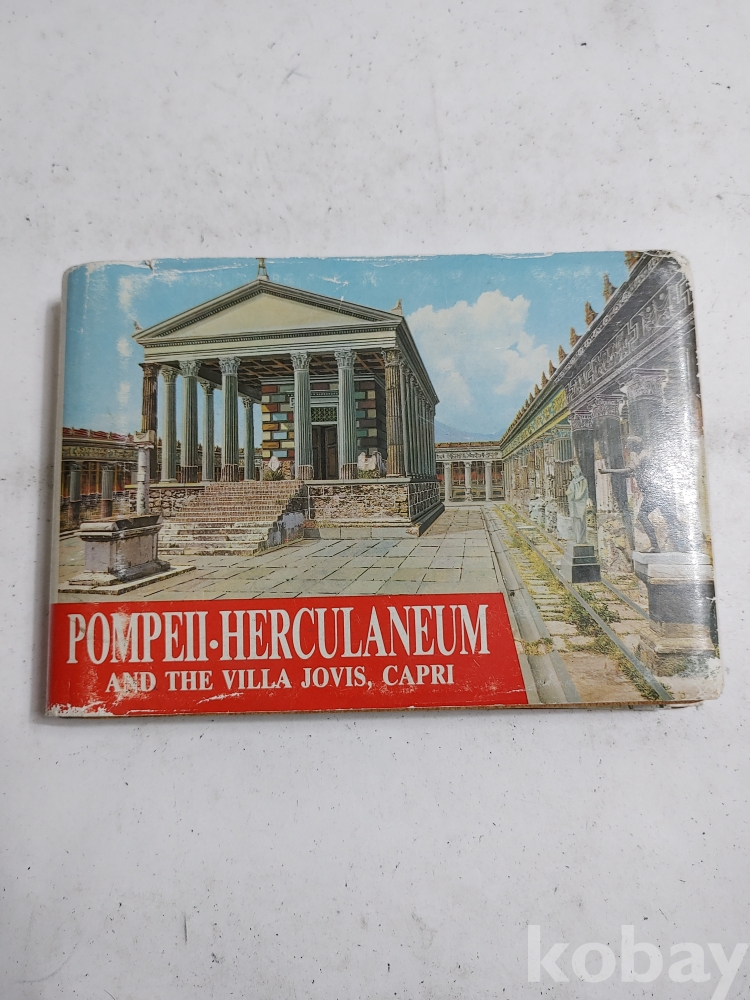 POMPEII·HERCULANEUM
AND THE VILLA JOVIS, CAPRI
kobay